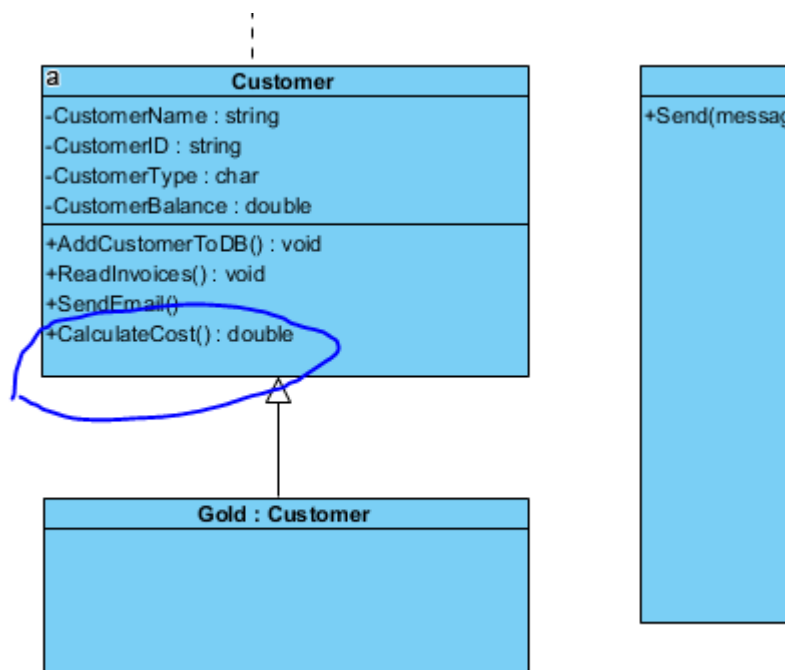 a
Customer
-CustomerName : string
-CustomerID : string
-CustomerType : char
-CustomerBalance : double
+AddCustomerToDB() : void
+ReadInvoices() : void
+SendEmail()
+CalculateCost() : double
Gold : Customer
+Send(messag